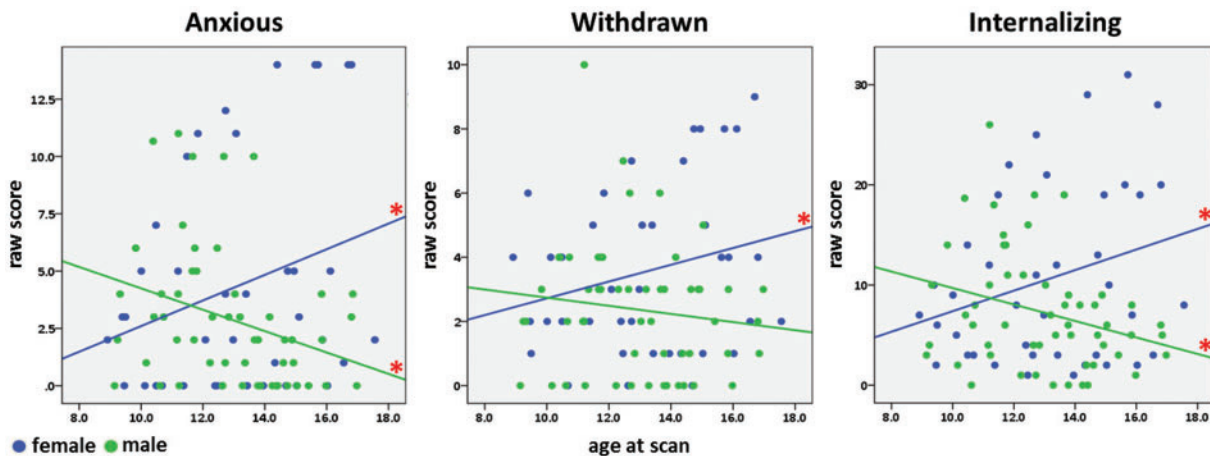 Anxious
Withdrawn
Internalizing
raw score
12.5
10.0
7.5
5.0
2.5
.0
8.0 10.0 12.0 14.0 16.0 18.0
*
*
raw score
10
8
6
4
2
0
8.0 10.0 12.0 14.0 16.0 18.0
*
raw score
30
20
10
0
8.0 10.0 12.0 14.0 16.0 18.0
*
*
female male
age at scan